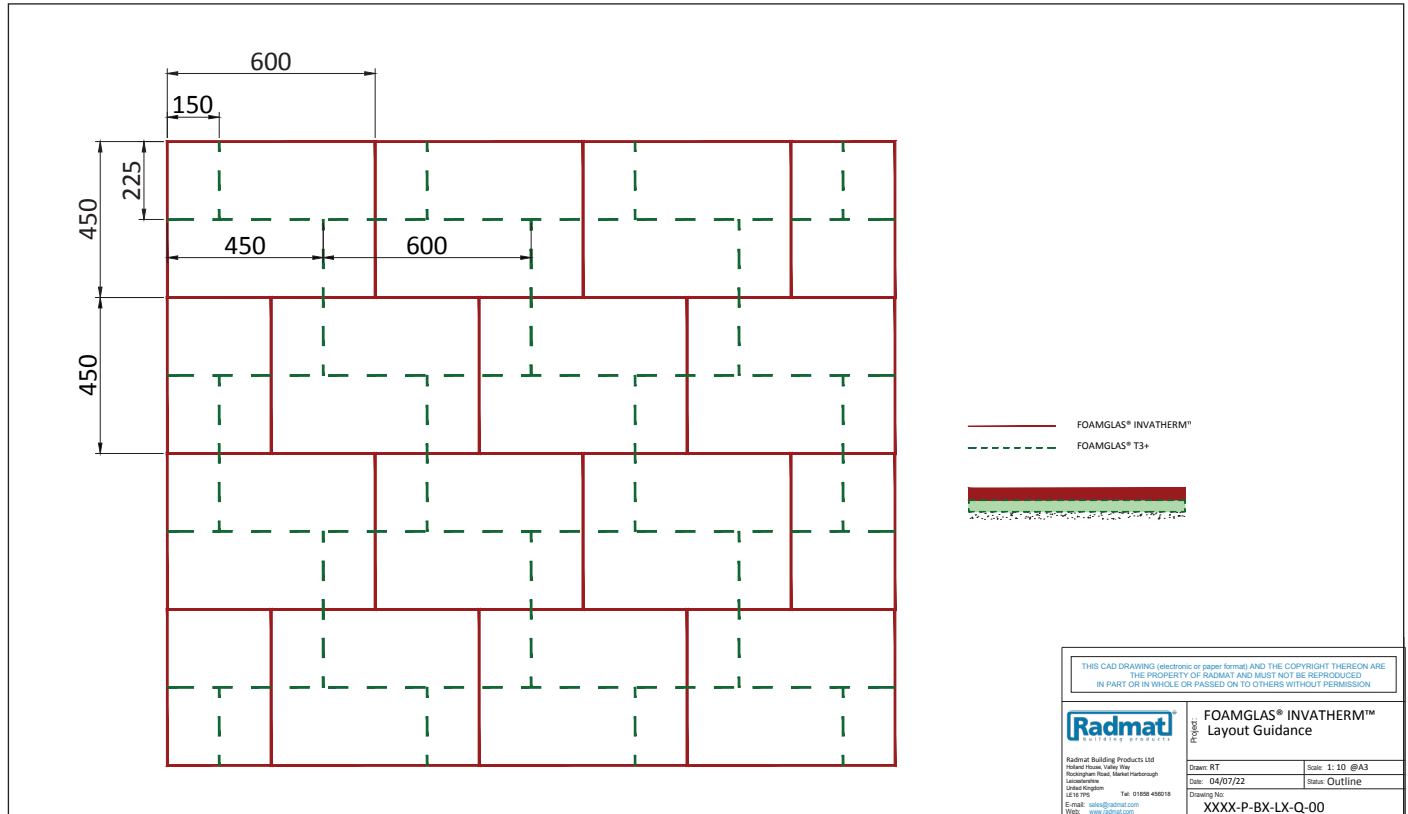 600
150
225
450
450
600
450
FOAMGLAS® INVATHERM™
FOAMGLAS® T3+
THIS CAD DRAWING (electronic or paper format) AND THE COPYRIGHT THEREON ARE
THE PROPERTY OF RADMAT AND MUST NOT BE REPRODUCED
IN PART OR IN WHOLE OR PASSED ON TO OTHERS WITHOUT PERMISSION
Radmat®
building products
Radmat Building Products Ltd
Holland House, Valley Way
Rockingham Road, Market Harborough
Leicestershire
United Kingdom
LE16 7PS Tel: 01858 456018
E-mail: sales@radmat.com
Web: www.radmat.com
Project:
FOAMGLAS® INVATHERM™
Layout Guidance
Drawn: RT
Scale: 1: 10 @A3
Date: 04/07/22
Status: Outline
Drawing No:
XXXX-P-BX-LX-Q-00